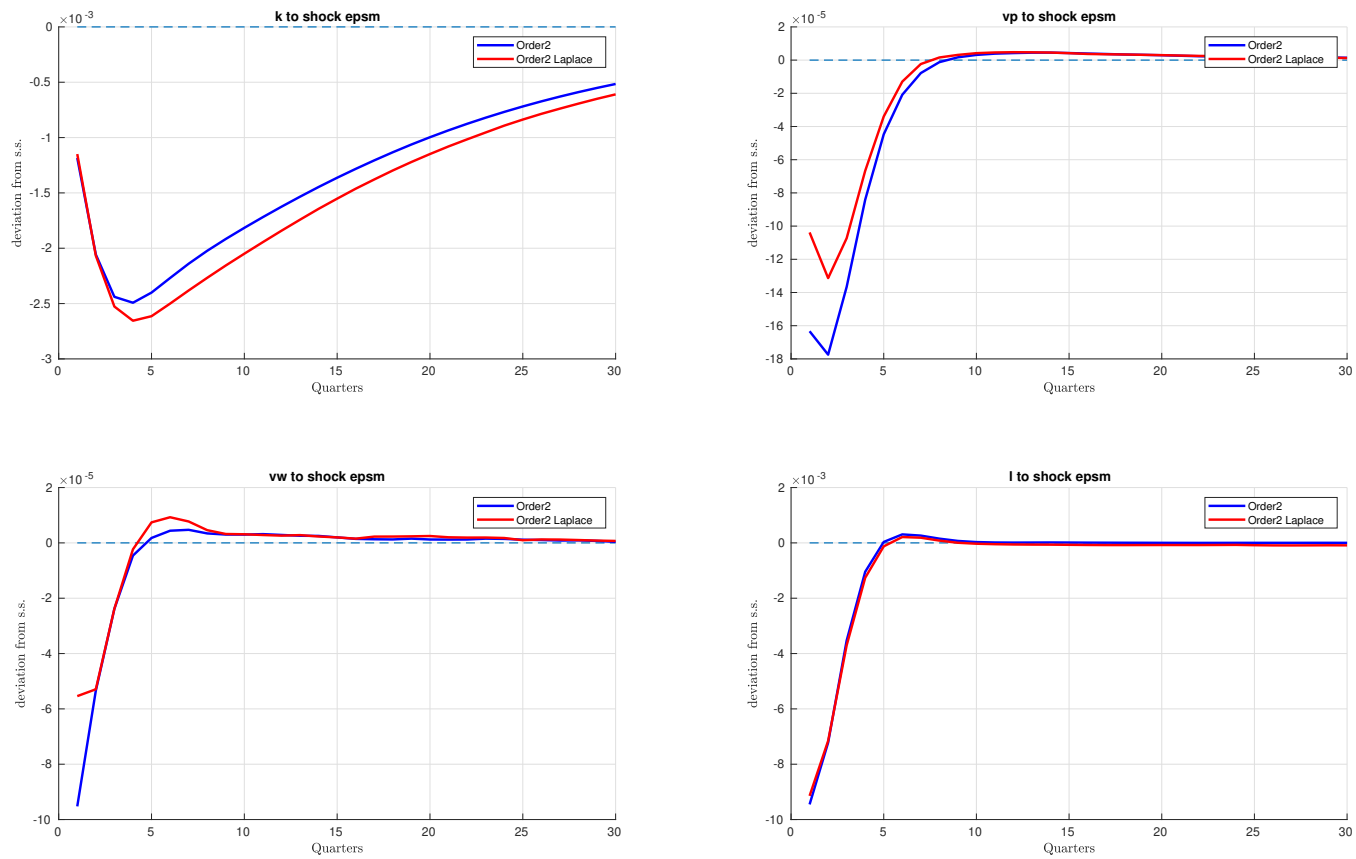 k to shock epsm
×10 -3
0
-0.5
-1
-1.5
-2
-2.5
-3
deviation from s.s.
Order2
Order2 Laplace
0 5 10 15 20 25 30
Quarters
vp to shock epsm
×10 -5
2
0
-2
-4
-6
-8
-10
-12
-14
-16
-18
deviation from s.s.
Order2
Order2 Laplace
0 5 10 15 20 25 30
Quarters
vw to shock epsm
×10 -5
2
0
-2
-4
-6
-8
-10
deviation from s.s.
Order2
Order2 Laplace
0 5 10 15 20 25 30
Quarters
l to shock epsm
×10 -3
2
0
-2
-4
-6
-8
-10
deviation from s.s.
Order2
Order2 Laplace
0 5 10 15 20 25 30
Quarters